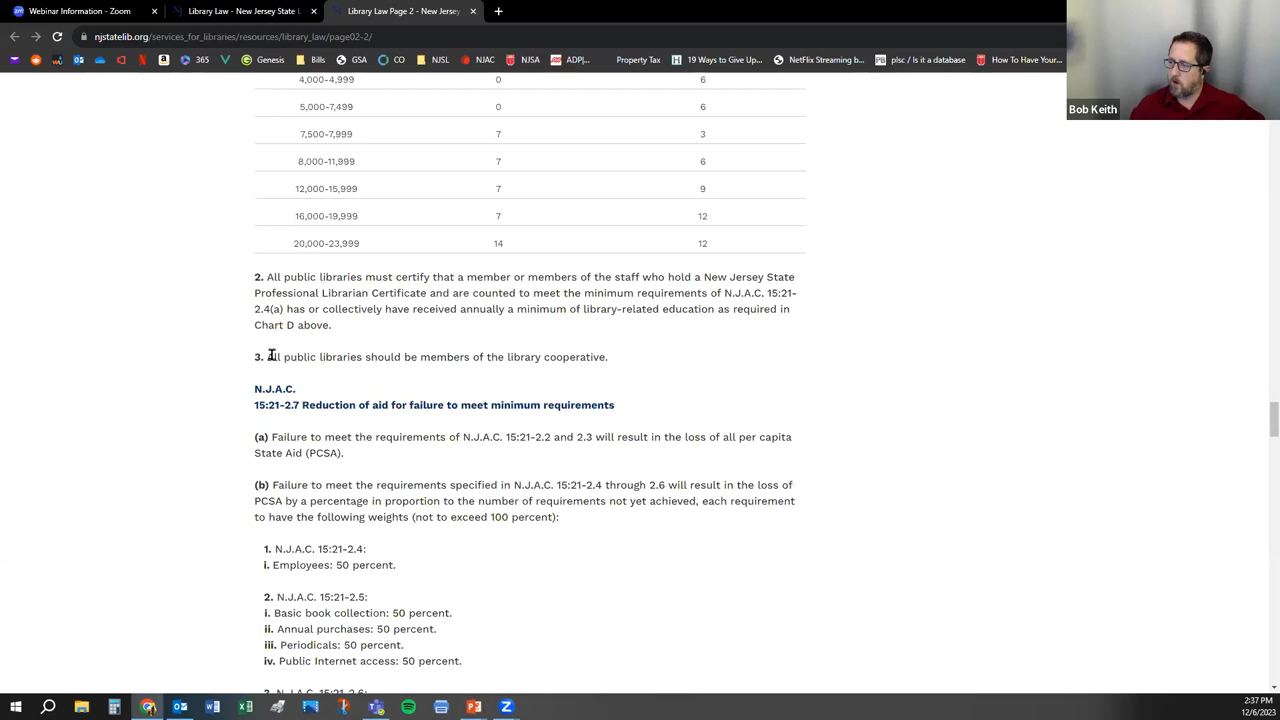 Webinar Information - Zoom
Library Law - New Jersey State L
Library Law Page 2 - New Jersey
njstatelib.org/services_for_libraries/resources/library_law/page02-2/
365 Genesis Bills GSA CO NJSL NJAC NJSA ADP|... Property Tax 19 Ways to Give Up... NetFlix Streaming b... plsc / Is it a database How To Have Your...
Bob Keith
4,000-4,999 0 6
5,000-7,499 0 6
7,500-7,999 7 3
8,000-11,999 7 6
12,000-15,999 7 9
16,000-19,999 7 12
20,000-23,999 14 12
2. All public libraries must certify that a member or members of the staff who hold a New Jersey State
Professional Librarian Certificate and are counted to meet the minimum requirements of N.J.A.C. 15:21-
2.4(a) has or collectively have received annually a minimum of library-related education as required in
Chart D above.
3. All public libraries should be members of the library cooperative.
N.J.A.C.
15:21-2.7 Reduction of aid for failure to meet minimum requirements
(a) Failure to meet the requirements of N.J.A.C. 15:21-2.2 and 2.3 will result in the loss of all per capita
State Aid (PCSA).
(b) Failure to meet the requirements specified in N.J.A.C. 15:21-2.4 through 2.6 will result in the loss of
PCSA by a percentage in proportion to the number of requirements not yet achieved, each requirement
to have the following weights (not to exceed 100 percent):
1. N.J.A.C. 15:21-2.4:
i. Employees: 50 percent.
2. N.J.A.C. 15:21-2.5:
i. Basic book collection: 50 percent.
ii. Annual purchases: 50 percent.
iii. Periodicals: 50 percent.
iv. Public Internet access: 50 percent.
3. N.J.A.C. 15:21-2.6:
2:37 PM
12/6/2023